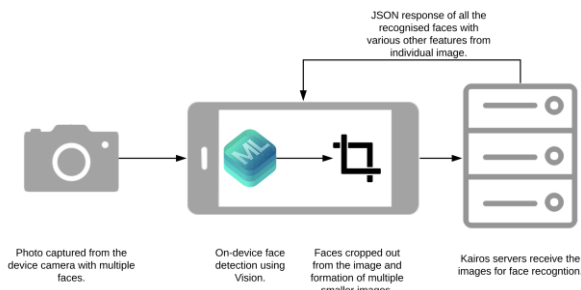 JSON response of all the
recognised faces with
various other features from
individual image.
ML
Photo captured from the
device camera with multiple
faces.
On-device face
detection using
Vision.
Faces cropped out
from the image and
formation of multiple
smaller images
Kairos servers receive the
images for face recogntion